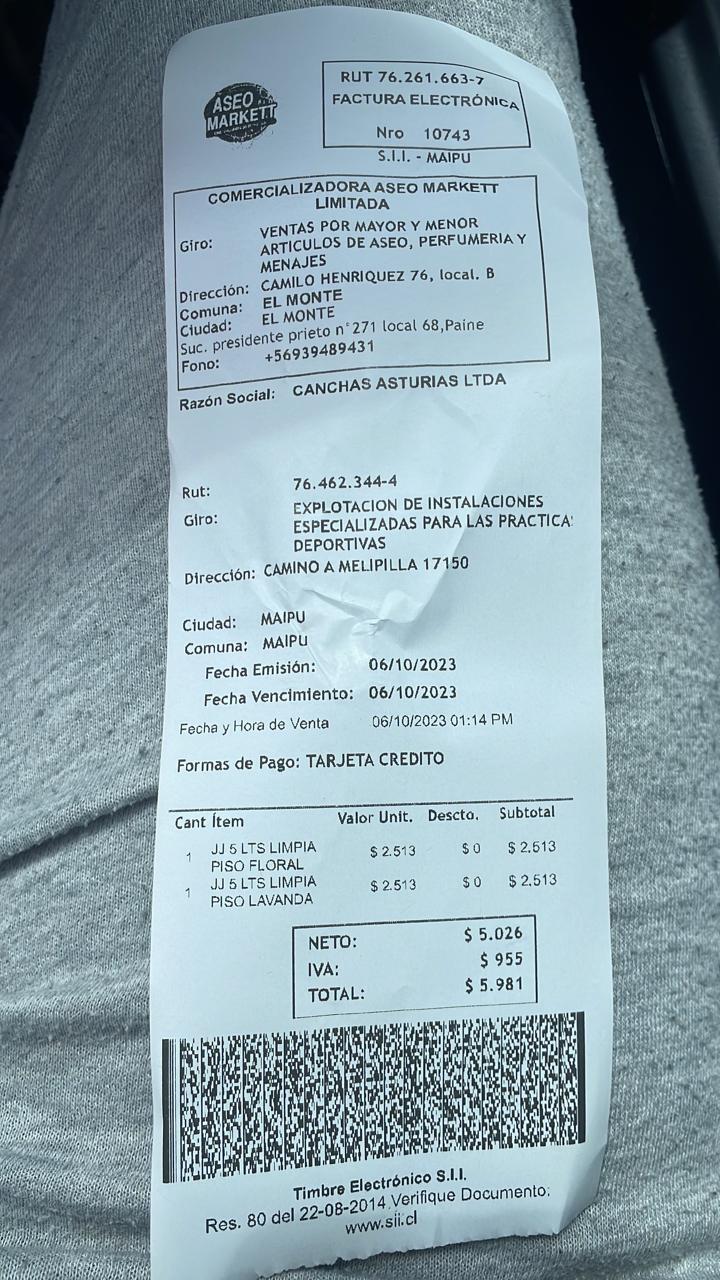 ASEO
MARKETT
RUT 76.261.663-7
FACTURA ELECTRÓNICA
Nro 10743
S.I.I. - MAIPU
COMERCIALIZADORA ASEO MARKETT
LIMITADA
Giro: VENTAS POR MAYOR Y MENOR
ARTICULOS DE ASEO, PERFUMERIA Y
MENAJES
Dirección: CAMILO HENRIQUEZ 76, local. B
Comuna: EL MONTE
Ciudad: EL MONTE
Suc. presidente prieto n°271 local 68,Paine
Fono: +56939489431
Razón Social: CANCHAS ASTURIAS LTDA
Rut: 76.462.344-4
Giro: EXPLOTACION DE INSTALACIONES
ESPECIALIZADAS PARA LAS PRACTICA
DEPORTIVAS
Dirección: CAMINO A MELIPILLA 17150
Ciudad: MAIPU
Comuna: MAIPU
Fecha Emisión: 06/10/2023
Fecha Vencimiento: 06/10/2023
Fecha y Hora de Venta 06/10/2023 01:14 PM
Formas de Pago: TARJETA CREDITO
Cant Ítem Valor Unit. Descto. Subtotal
1 JJ 5 LTS LIMPIA $ 2.513 $ 0 $ 2.513
PISO FLORAL
1 JJ 5 LTS LIMPIA $ 2.513 $ 0 $ 2.513
PISO LAVANDA
NETO: $ 5.026
IVA: $ 955
TOTAL: $ 5.981
Timbre Electrónico S.I.I.
Res. 80 del 22-08-2014 Verifique Documento:
www.sii.cl